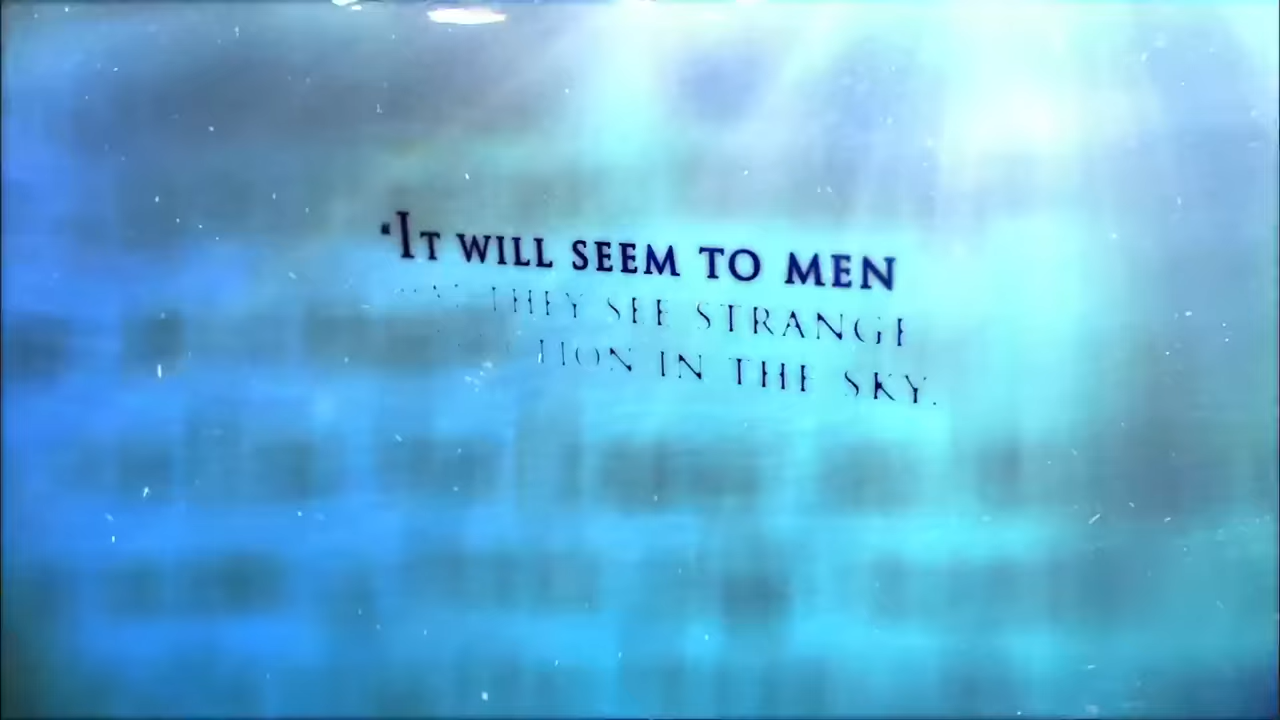 “It will seem to men
they see strange
in the sky.